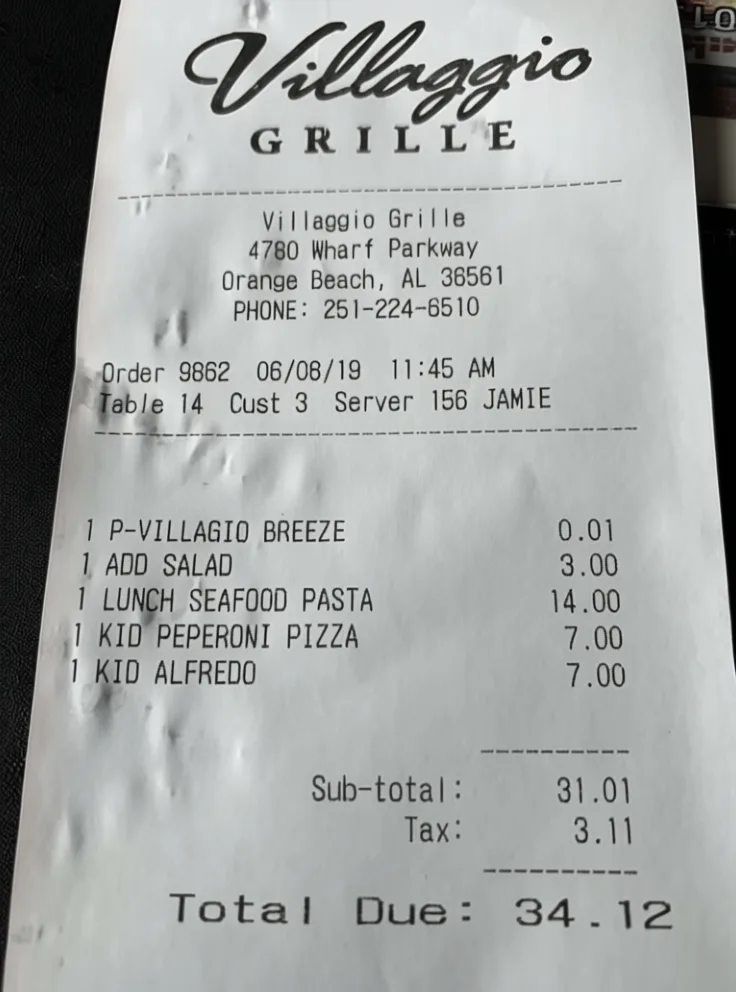 Villaggio
GRILLE
Villaggio Grille
4780 Wharf Parkway
Orange Beach, AL 36561
PHONE: 251-224-6510
Order 9862 06/08/19 11:45 AM
Table 14 Cust 3 Server 156 JAMIE
1 P-VILLAGIO BREEZE 0.01
1 ADD SALAD 3.00
1 LUNCH SEAFOOD PASTA 14.00
1 KID PEPERONI PIZZA 7.00
1 KID ALFREDO 7.00
Sub-total: 31.01
Tax: 3.11
Total Due: 34.12